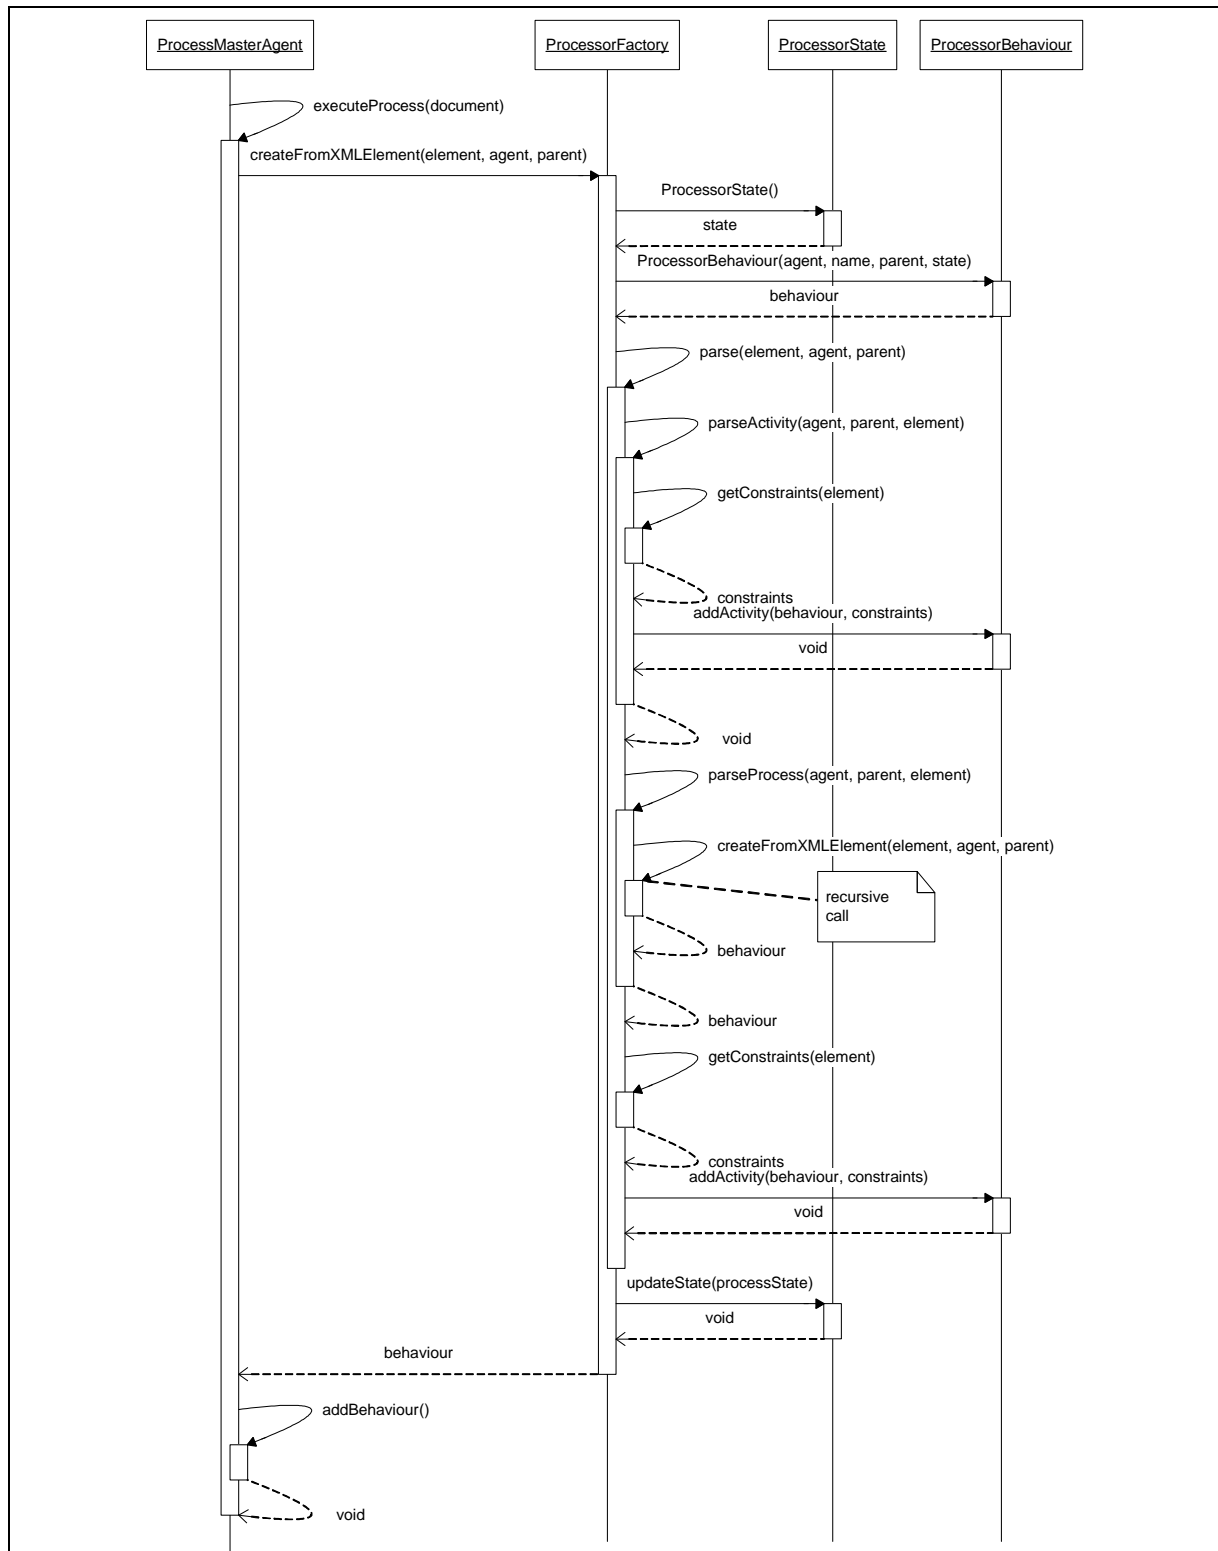 ProcessMasterAgent
ProcessorFactory
ProcessorState
ProcessorBehaviour
executeProcess(document)
createFromXMLElement(element, agent, parent)
ProcessorState()
state
ProcessorBehaviour(agent, name, parent, state)
behaviour
parse(element, agent, parent)
parseActivity(agent, parent, element)
getConstraints(element)
constraints
addActivity(behaviour, constraints)
void
void
parseProcess(agent, parent, element)
createFromXMLElement(element, agent, parent)
recursive
call
behaviour
behaviour
getConstraints(element)
constraints
addActivity(behaviour, constraints)
void
updateState(processState)
void
behaviour
addBehaviour()
void